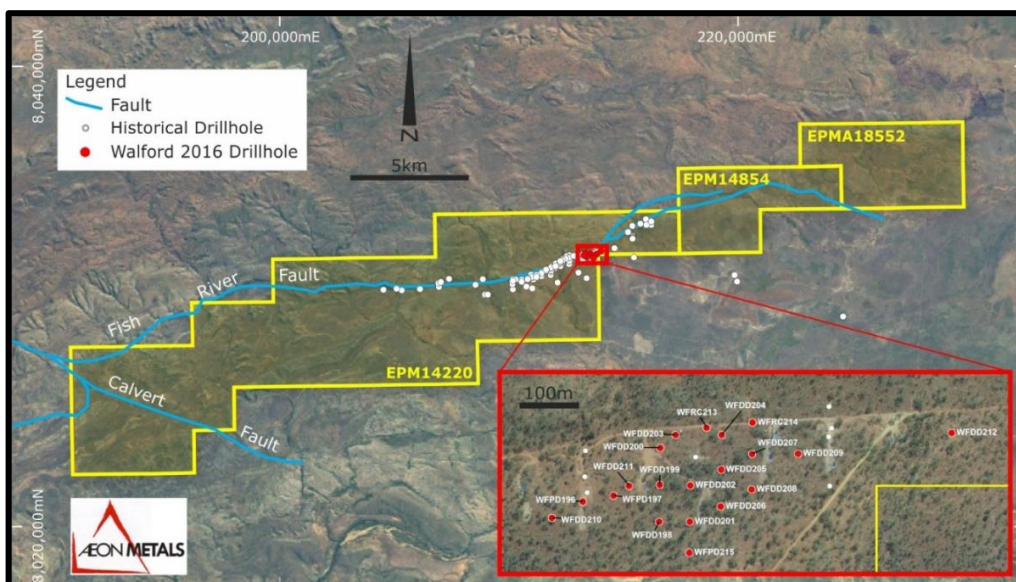 200,000mE
220,000mE
8,040,000mN
Legend
Fault
Historical Drillhole
Walford 2016 Drillhole
N
5km
EPMA18552
EPM14854
Fish River Fault
Calvert Fault
EPM14220
100m
WFRC213
WFDD204
WFRC214
WFDD212
WFDD203
WFDD207
WFDD200
WFDD209
WFDD211
WFDD199
WFDD205
WFPD196
WFPD197
WFDD202
WFDD208
WFDD210
WFDD206
WFDD198
WFDD201
WFPD215
8,020,000mN
AEON METALS